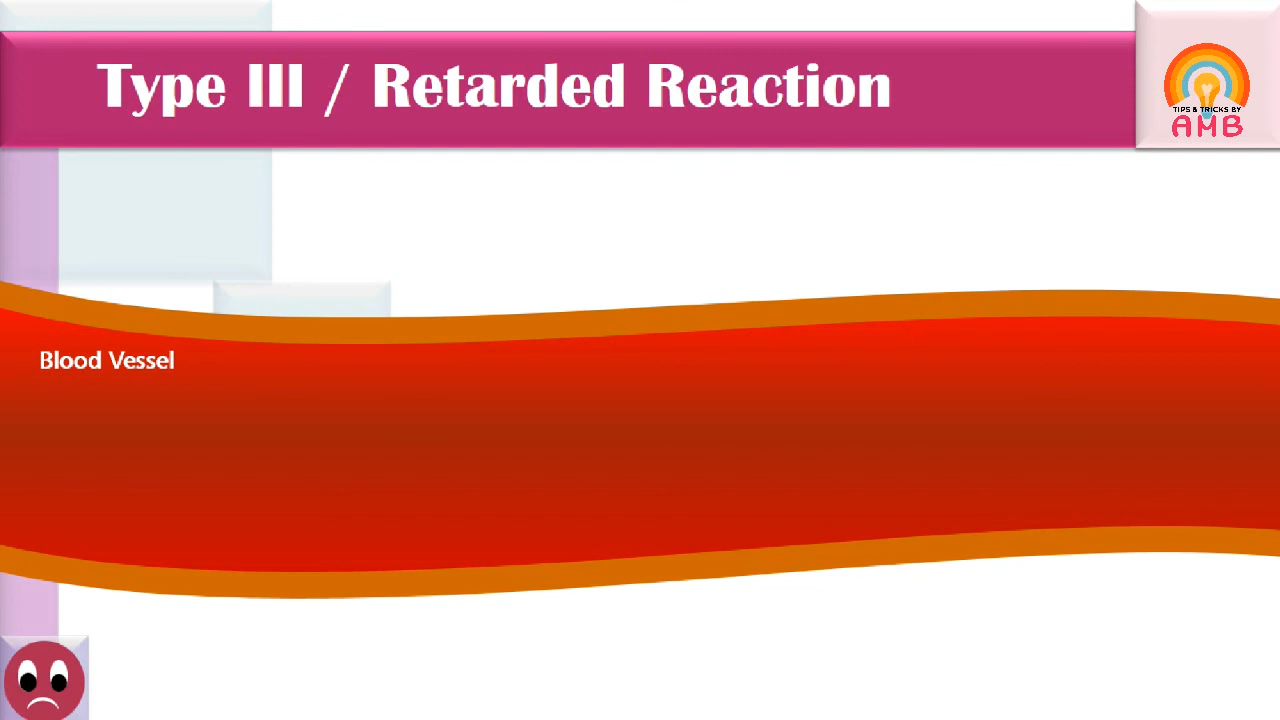 Type III / Retarded Reaction
TIPS & TRICKS BY
AMB
Blood Vessel